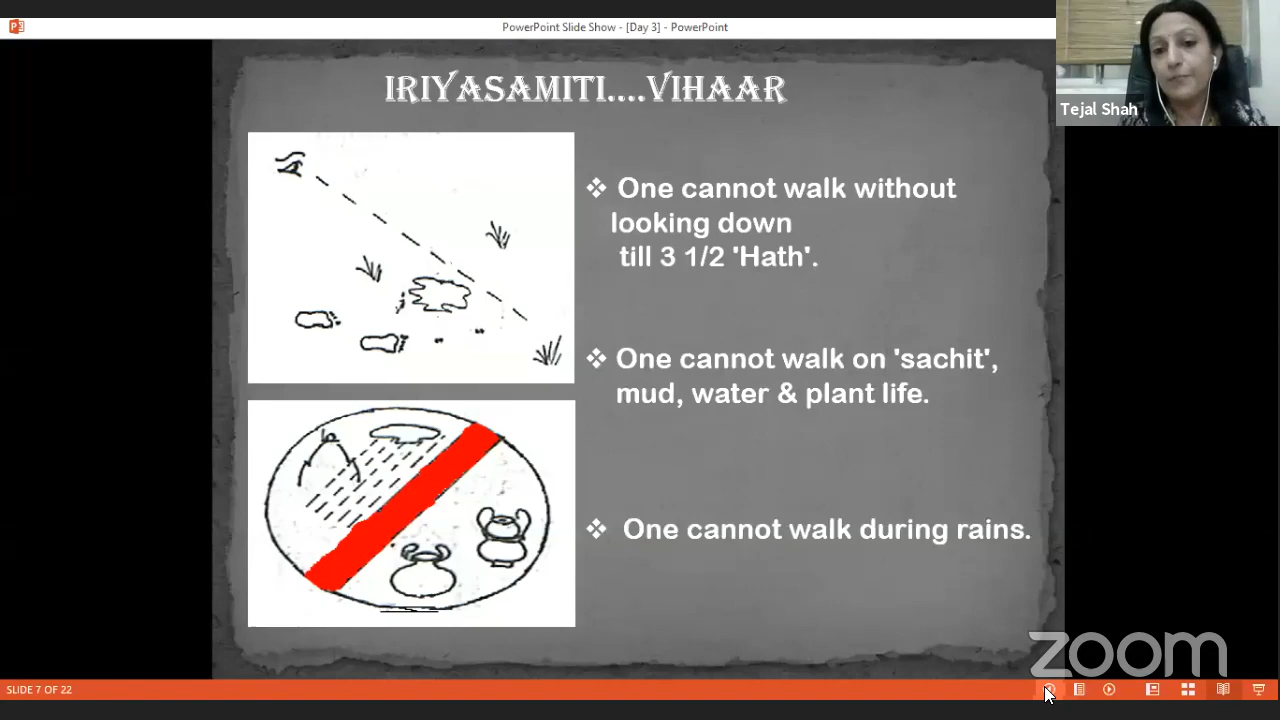 PowerPoint Slide Show - [Day 3] - PowerPoint
Tejal Shah
IRIYASAMITI....VIHAAR
❖ One cannot walk without
looking down
till 3 1/2 'Hath'.
❖ One cannot walk on 'sachit',
mud, water & plant life.
❖ One cannot walk during rains.
zoom
SLIDE 7 OF 22